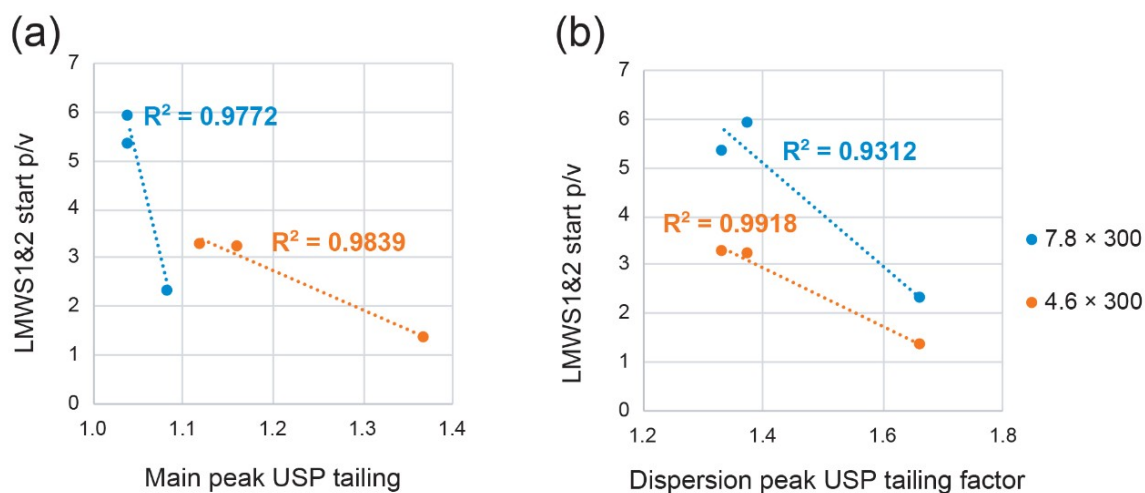 (a)
7
6
5
4
3
2
1
0
LMWS1&2 start p/v
R² = 0.9772
R² = 0.9839
1.0 1.1 1.2 1.3 1.4
Main peak USP tailing
(b)
7
6
5
4
3
2
1
0
LMWS1&2 start p/v
R² = 0.9312
R² = 0.9918
1.2 1.4 1.6 1.8
Dispersion peak USP tailing factor
7.8 × 300
4.6 × 300